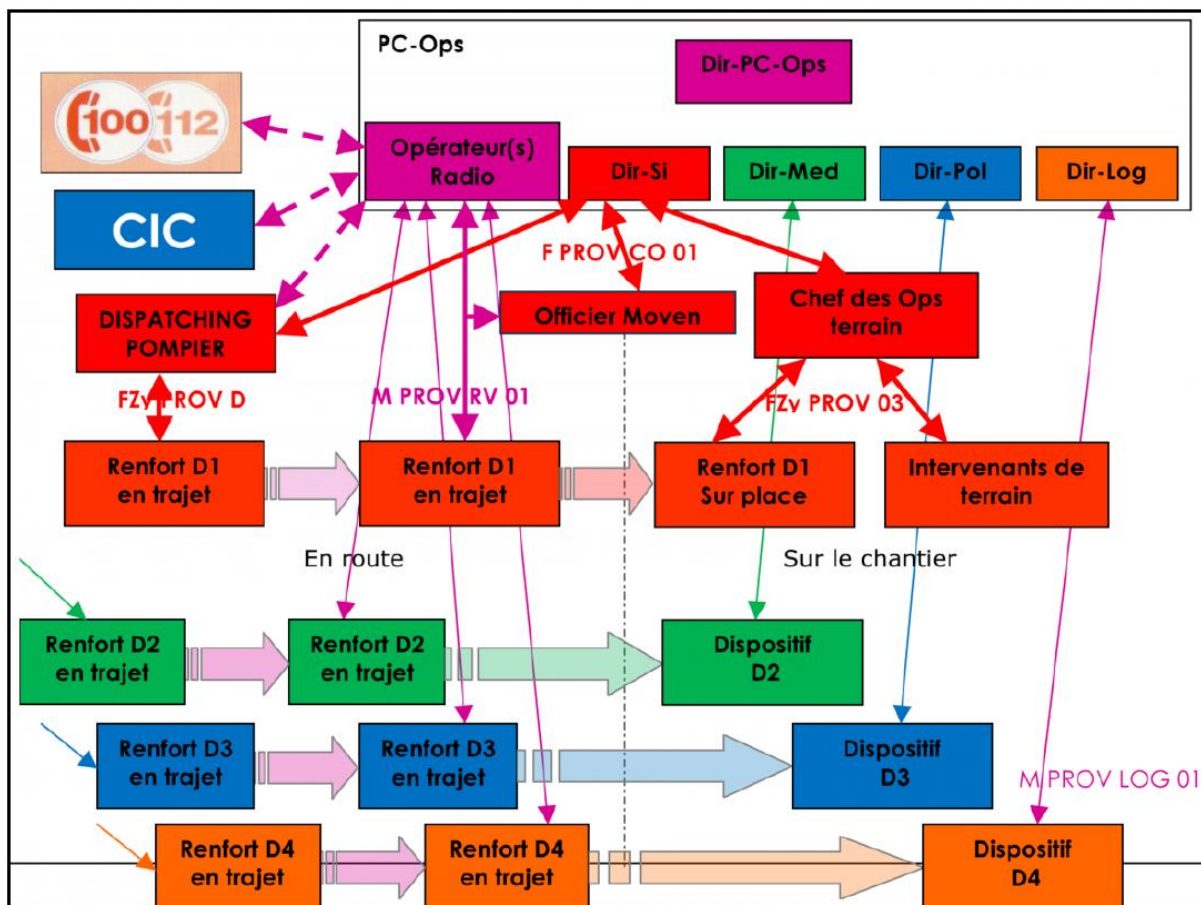 PC-Ops
Dir-PC-Ops
100 112
Opérateur(s)
Radio
Dir-Si
Dir-Med
Dir-Pol
Dir-Log
CIC
F PROV CO 01
DISPATCHING
POMPIER
Officier Moven
Chef des Ops
terrain
FZv PROV D
M PROV RV 01
FZv PROV 03
Renfort D1
en trajet
Renfort D1
en trajet
Renfort D1
Sur place
Intervenants de
terrain
En route
Sur le chantier
Renfort D2
en trajet
Renfort D2
en trajet
Dispositif
D2
Renfort D3
en trajet
Renfort D3
en trajet
Dispositif
D3
M PROV LOG 01
Renfort D4
en trajet
Renfort D4
en trajet
Dispositif
D4